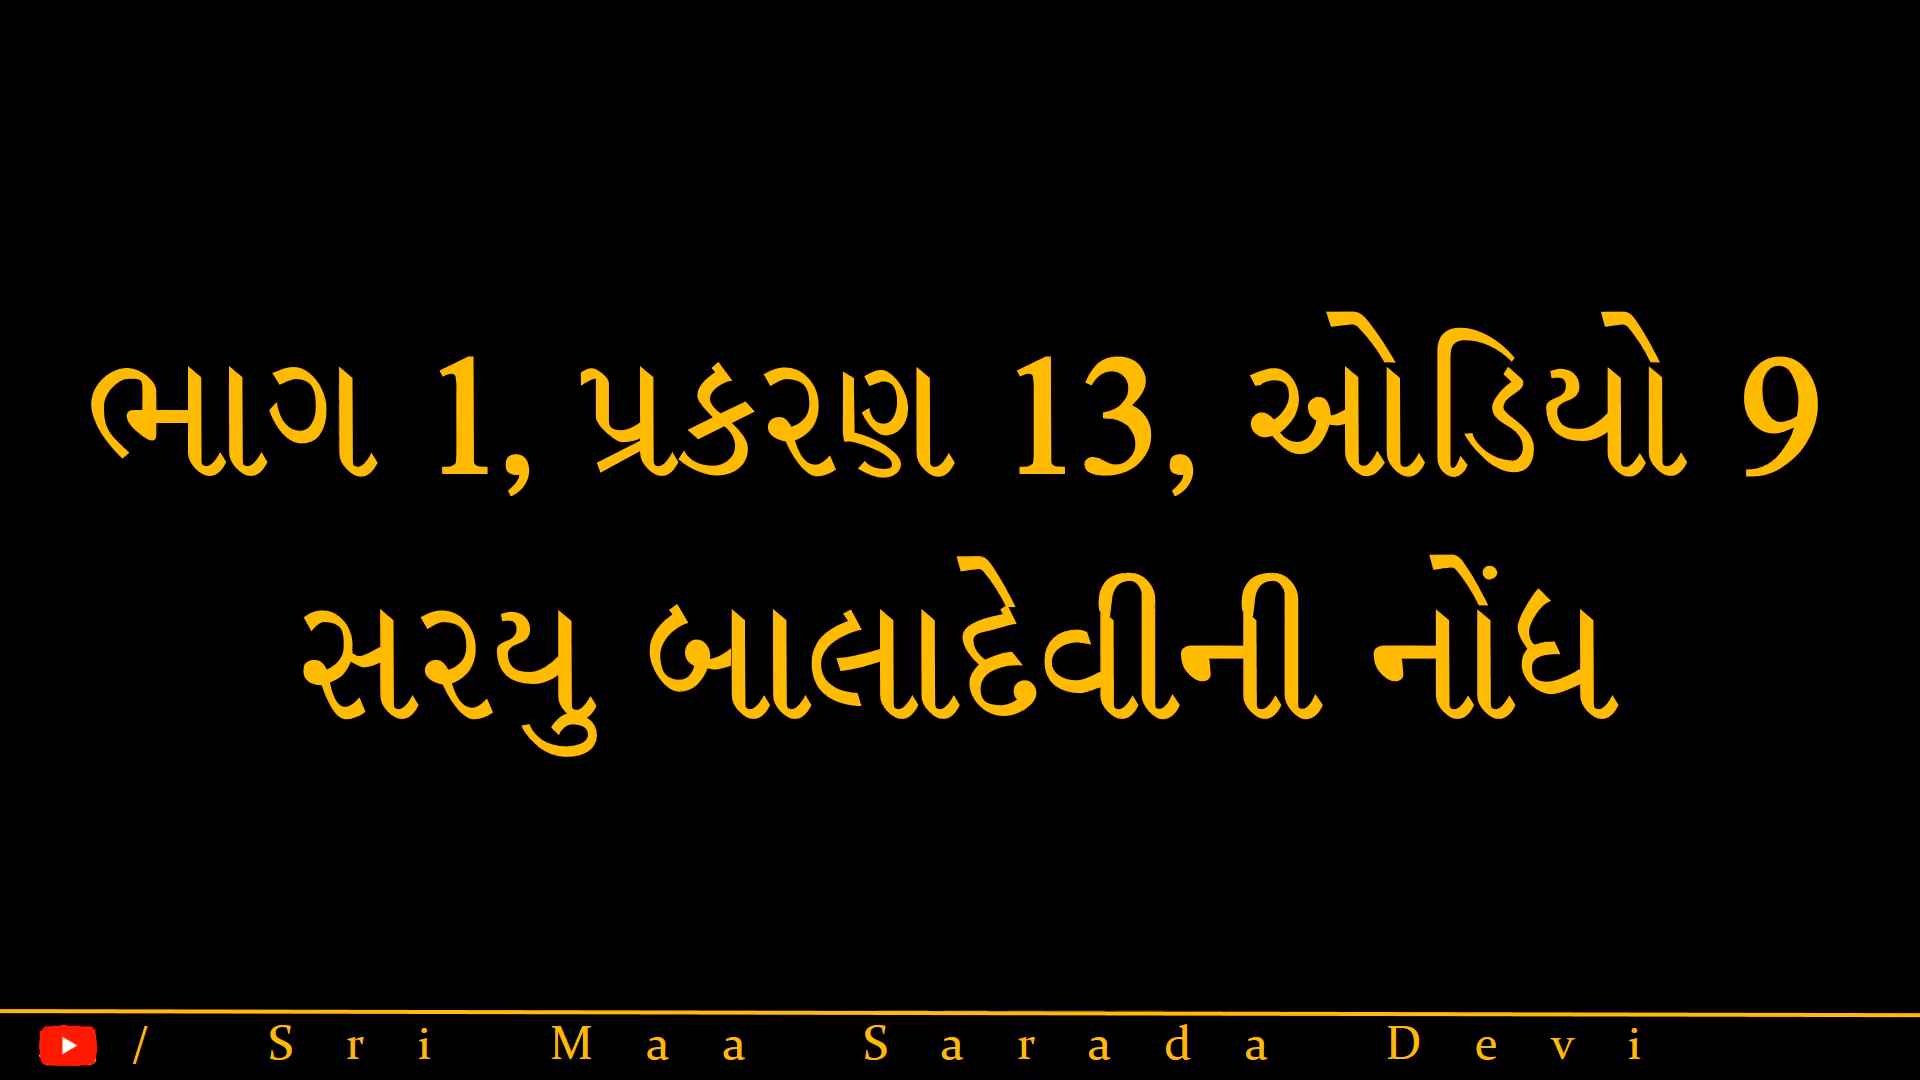 ભાગ 1, પ્રકરણ 13, ઓડિયો 9
સરયુ બાલાદેવીની નોંધ
/ Sri Maa Sarada Devi